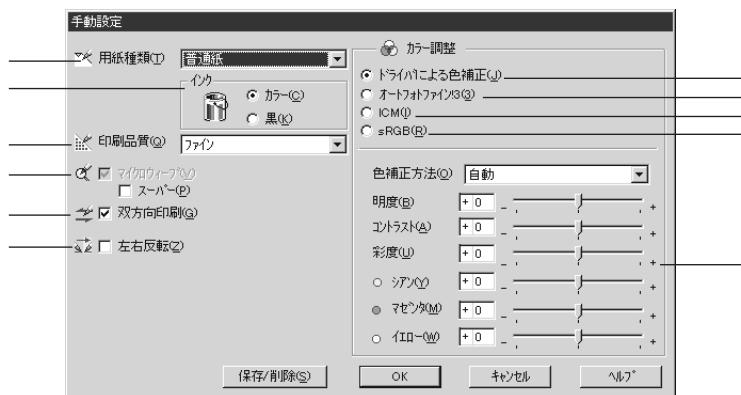 手動設定
用紙種類(T) 普通紙
インク
カラー(C)
黒(K)
印刷品質(Q) ファイン
マイクロウィーブ(V)
スーパー(P)
双方向印刷(G)
左右反転(Z)
カラー調整
ドライバによる色補正(J)
オートフォトファイン!3(3)
ICM(I)
sRGB(R)
色補正方法(O) 自動
明度(B) + 0 - +
コントラスト(A) + 0 - +
彩度(U) + 0 - +
シアン(Y) + 0 - +
マゼンタ(M) + 0 - +
イエロー(W) + 0 - +
保存/削除(S) OK キャンセル ヘルプ